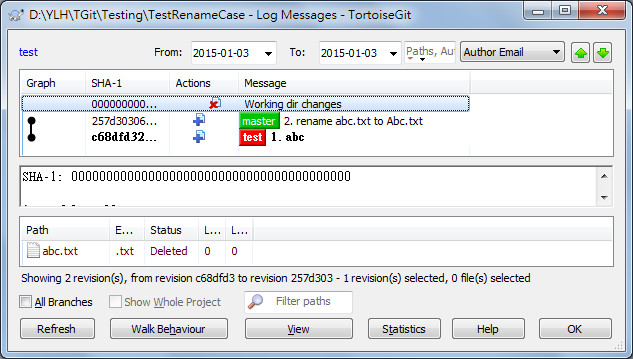 D:\YLH\TGit\Testing\TestRenameCase - Log Messages - TortoiseGit
test From: 2015-01-03 To: 2015-01-03 Paths, Au Author Email
Graph SHA-1 Actions Message
000000000... Working dir changes
257d30306... master 2. rename abc.txt to Abc.txt
c68dfd32... test 1. abc
SHA-1: 0000000000000000000000000000000000000000
Path E... Status L... L...
abc.txt .txt Deleted 0 0
Showing 2 revision(s), from revision c68dfd3 to revision 257d303 - 1 revision(s) selected, 0 file(s) selected
All Branches Show Whole Project Filter paths
Refresh Walk Behaviour View Statistics Help OK